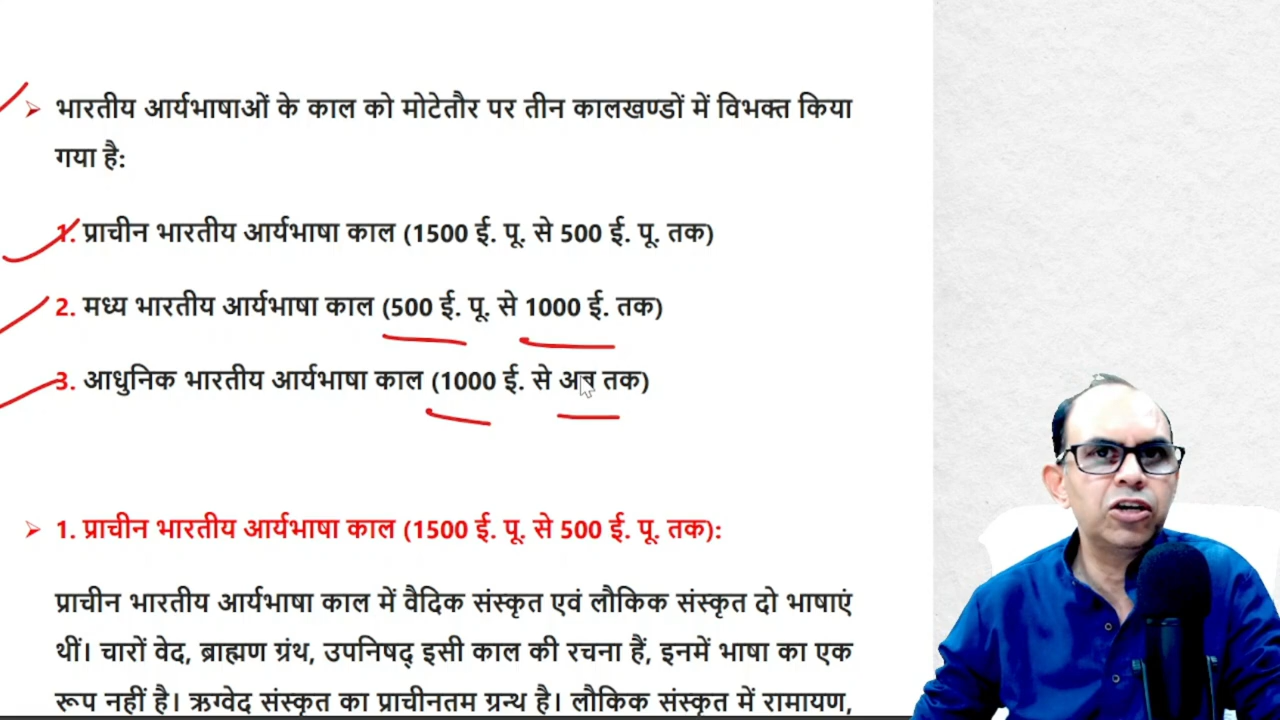 ➢ भारतीय आर्यभाषाओं के काल को मोटेतौर पर तीन कालखण्डों में विभक्त किया
गया है:
1. प्राचीन भारतीय आर्यभाषा काल (1500 ई. पू. से 500 ई. पू. तक)
2. मध्य भारतीय आर्यभाषा काल (500 ई. पू. से 1000 ई. तक)
3. आधुनिक भारतीय आर्यभाषा काल (1000 ई. से अब तक)
➢ 1. प्राचीन भारतीय आर्यभाषा काल (1500 ई. पू. से 500 ई. पू. तक):
प्राचीन भारतीय आर्यभाषा काल में वैदिक संस्कृत एवं लौकिक संस्कृत दो भाषाएं
थीं। चारों वेद, ब्राह्मण ग्रंथ, उपनिषद् इसी काल की रचना हैं, इनमें भाषा का एक
रूप नहीं है। ऋग्वेद संस्कृत का प्राचीनतम ग्रन्थ है। लौकिक संस्कृत में रामायण,